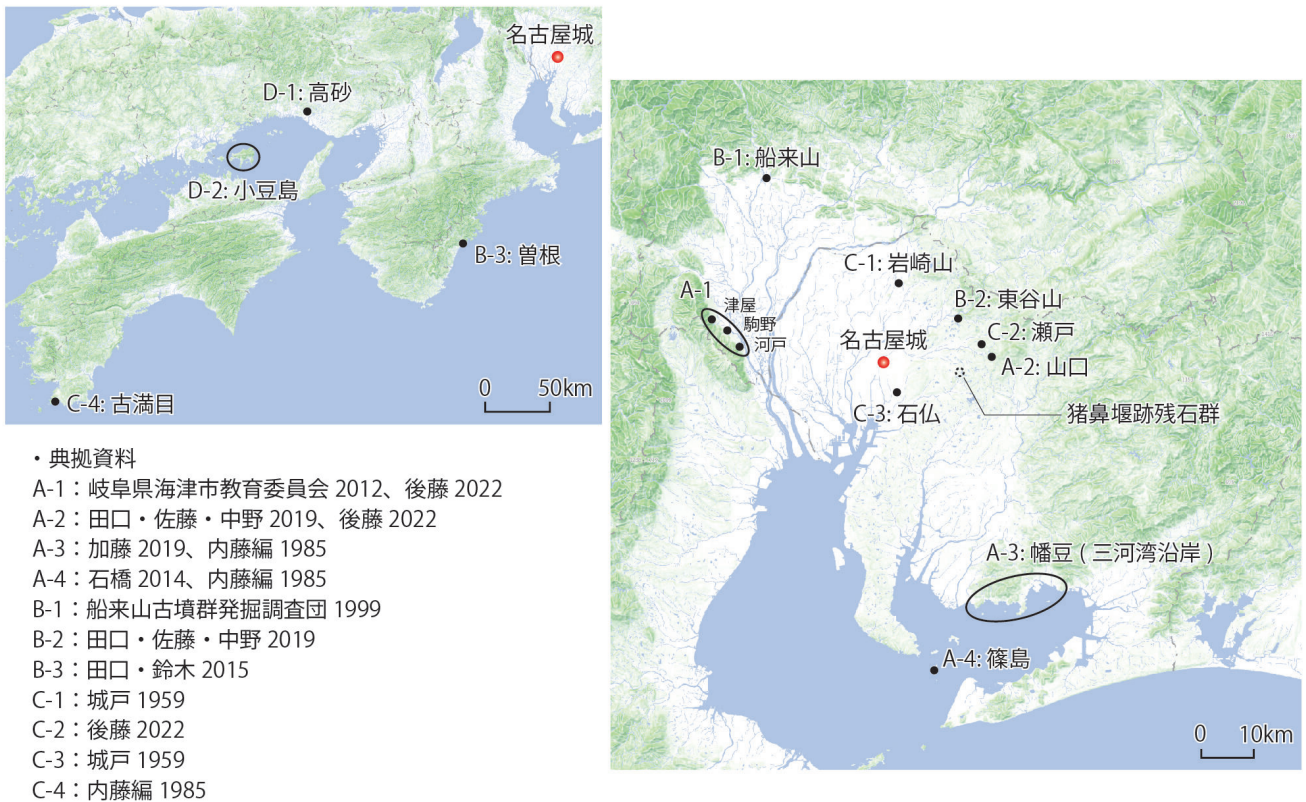 名古屋城
D-1: 高砂
D-2: 小豆島
B-3: 曽根
C-4: 古満目
0 50km
・典拠資料
A-1：岐阜県海津市教育委員会 2012、後藤 2022
A-2：田口・佐藤・中野 2019、後藤 2022
A-3：加藤 2019、内藤編 1985
A-4：石橋 2014、内藤編 1985
B-1：船来山古墳群発掘調査団 1999
B-2：田口・佐藤・中野 2019
B-3：田口・鈴木 2015
C-1：城戸 1959
C-2：後藤 2022
C-3：城戸 1959
C-4：内藤編 1985
B-1: 船来山
C-1: 岩崎山
A-1
津屋
駒野
河戸
B-2: 東谷山
C-2: 瀬戸
名古屋城
A-2: 山口
C-3: 石仏
猪鼻堰跡残石群
A-3: 幡豆 ( 三河湾沿岸 )
A-4: 篠島
0 10km